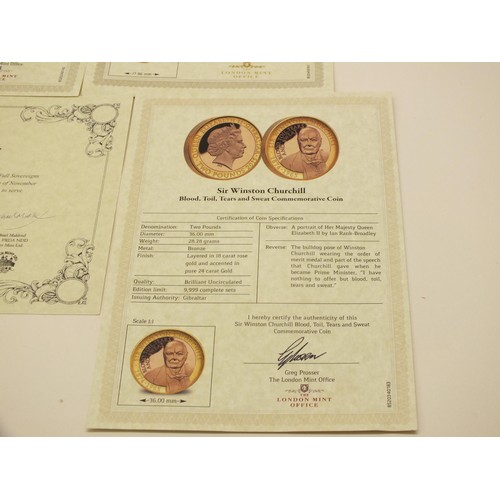 LONDON MINT
OFFICE
Sir Winston Churchill
Blood, Toil, Tears and Sweat Commemorative Coin
Certification of Coin Specifications
Denomination: Two Pounds
Diameter: 36.00 mm
Weight: 28.28 grams
Metal: Bronze
Finish: Layered in 18 carat rose
gold and accented in
pure 24 carat Gold
Quality: Brilliant Uncirculated
Edition limit: 9,999 complete sets
Issuing Authority: Gibraltar
Obverse: A portrait of Her Majesty Queen
Elizabeth II by Ian Rank-Broadley
Reverse: The bulldog pose of Winston
Churchill wearing the order of
merit medal and part of the speech
that Churchill gave when he
became Prime Minister, "I have
nothing to offer but blood, toil,
tears and sweat."
Scale 1:1
36.00 mm
I hereby certify the authenticity of this
Sir Winston Churchill Blood, Toil, Tears and Sweat
Commemorative Coin
Greg Prosser
The London Mint Office
THE
LONDON MINT
OFFICE
Full Sovereign
of November
to serve